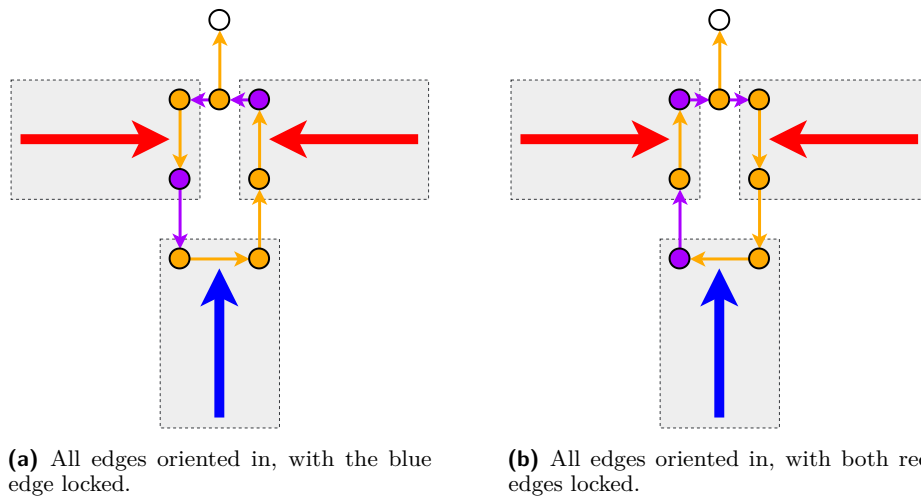 (a) All edges oriented in, with the blue
edge locked.
(b) All edges oriented in, with both
edges locked.